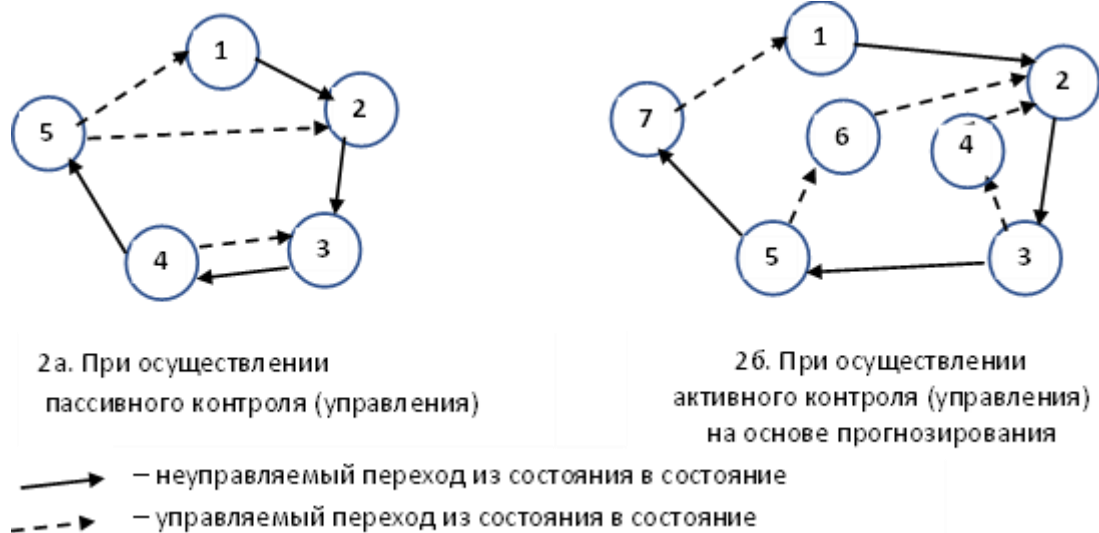 1
2
3
4
5
1
2
3
4
5
6
7
2а. При осуществлении
пассивного контроля (управления)
2б. При осуществлении
активного контроля (управления)
на основе прогнозирования
– неуправляемый переход из состояния в состояние
– управляемый переход из состояния в состояние